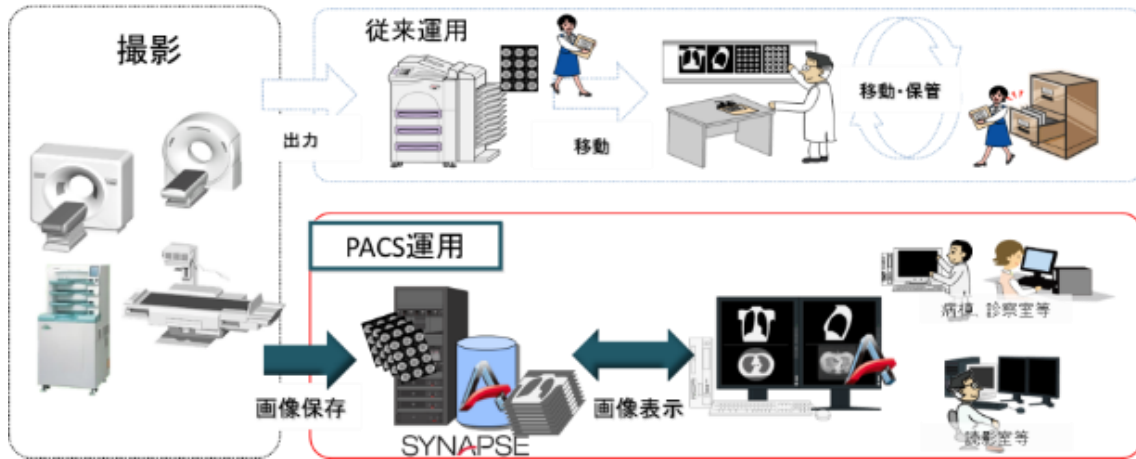 撮影
従来運用
出力
移動
移動・保管
PACS運用
画像保存
SYNAPSE
画像表示
病棟、診察室等
読影室等